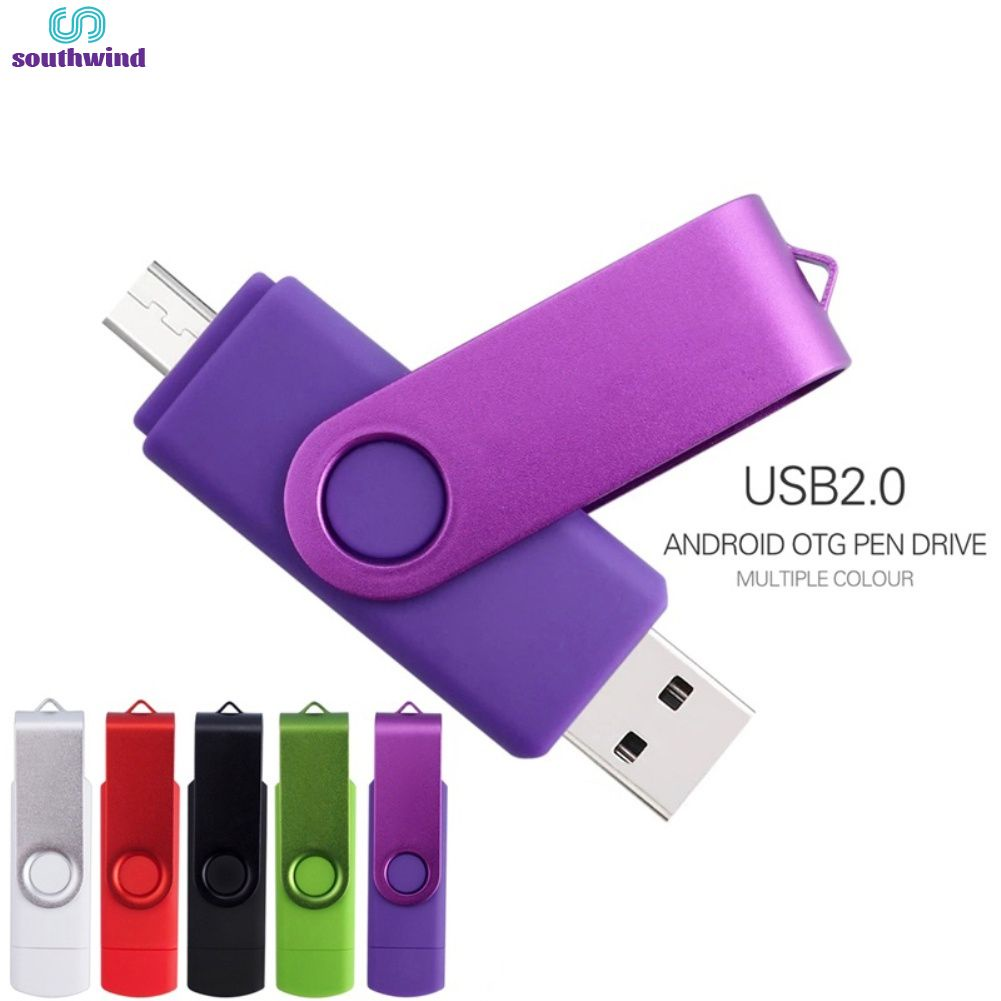 southwind
USB2.0
ANDROID OTG PEN DRIVE
MULTIPLE COLOUR